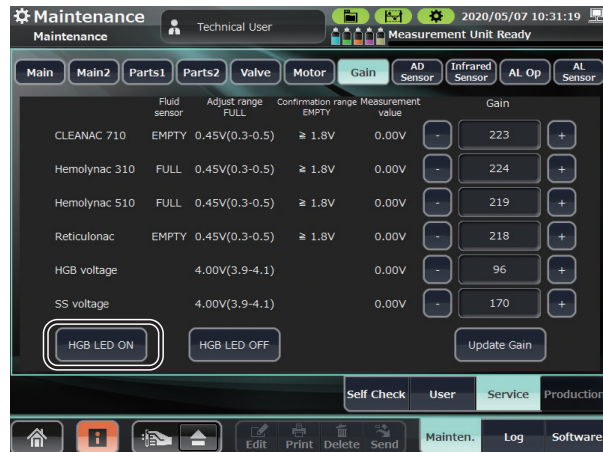 Maintenance
Maintenance
Technical User
2020/05/07 10:31:19
Measurement Unit Ready
Main Main2 Parts1 Parts2 Valve Motor Gain AD Sensor Infrared Sensor AL Op AL Sensor
Fluid sensor Adjust range FULL Confirmation range EMPTY Measurement value Gain
CLEANAC 710 EMPTY 0.45V(0.3-0.5) ≧ 1.8V 0.00V - 223 +
Hemolynac 310 FULL 0.45V(0.3-0.5) ≧ 1.8V 0.00V - 224 +
Hemolynac 510 FULL 0.45V(0.3-0.5) ≧ 1.8V 0.00V - 219 +
Reticulonac EMPTY 0.45V(0.3-0.5) ≧ 1.8V 0.00V - 218 +
HGB voltage 4.00V(3.9-4.1) 0.00V - 96 +
SS voltage 4.00V(3.9-4.1) 0.00V - 170 +
HGB LED ON HGB LED OFF Update Gain
Self Check User Service Production
Edit Print Delete Send Mainten. Log Software